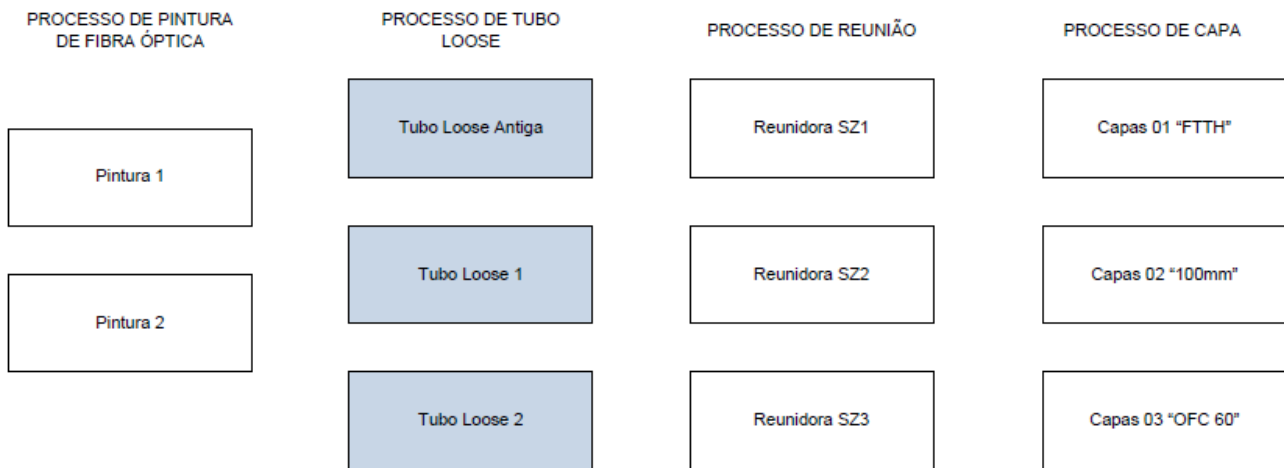 PROCESSO DE PINTURA
DE FIBRA ÓPTICA
Pintura 1
Pintura 2
PROCESSO DE TUBO
LOOSE
Tubo Loose Antiga
Tubo Loose 1
Tubo Loose 2
PROCESSO DE REUNIÃO
Reunidora SZ1
Reunidora SZ2
Reunidora SZ3
PROCESSO DE CAPA
Capas 01 “FTTH”
Capas 02 “100mm”
Capas 03 “OFC 60”